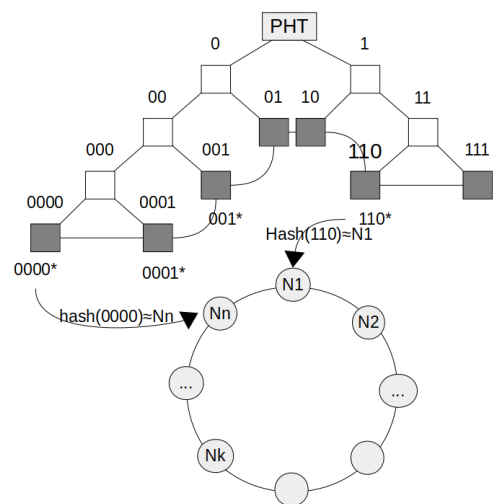 PHT
0 1
00 01 10 11
000 001 110 111
0000 0001
001* 110*
0000* 0001*
Hash(110)≈N1
hash(0000)≈Nn
N1
Nn N2
... ...
Nk